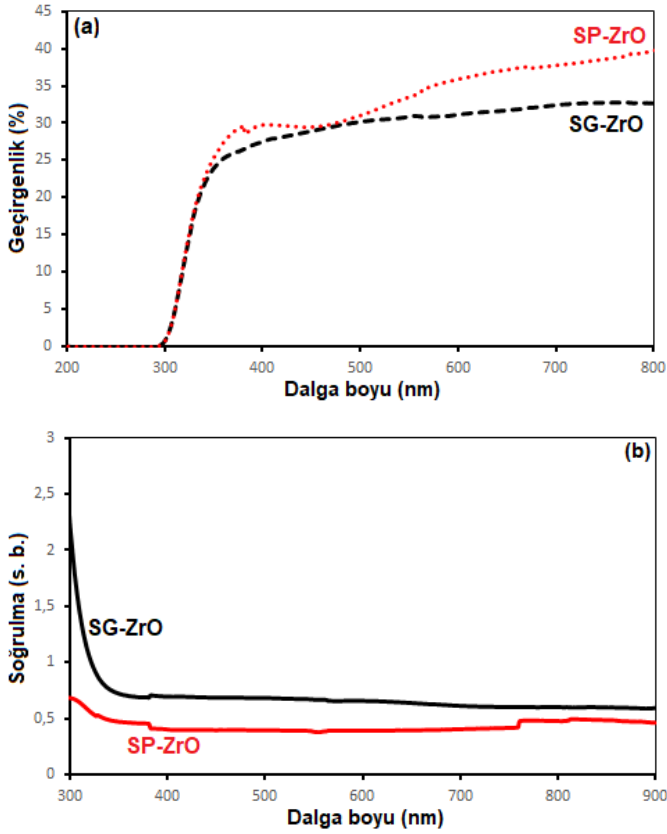 (a)
SP-ZrO
SG-ZrO
Geçirgenlik (%)
45
40
35
30
25
20
15
10
5
0
200 300 400 500 600 700 800
Dalga boyu (nm)
(b)
SG-ZrO
SP-ZrO
Soğrulma (s. b.)
3
2,5
2
1,5
1
0,5
0
300 400 500 600 700 800 900
Dalga boyu (nm)